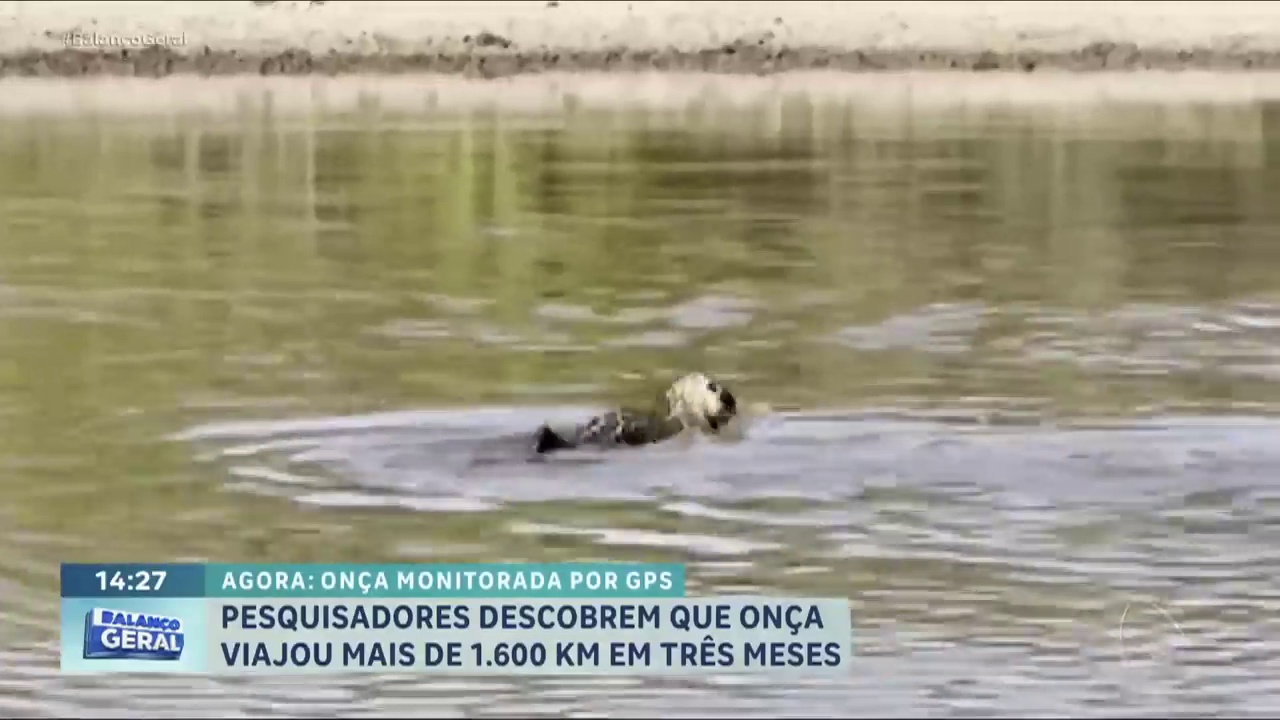 #BalançoGeral
14:27
AGORA: ONÇA MONITORADA POR GPS
BALANÇO
GERAL
PESQUISADORES DESCOBREM QUE ONÇA
VIAJOU MAIS DE 1.600 KM EM TRÊS MESES